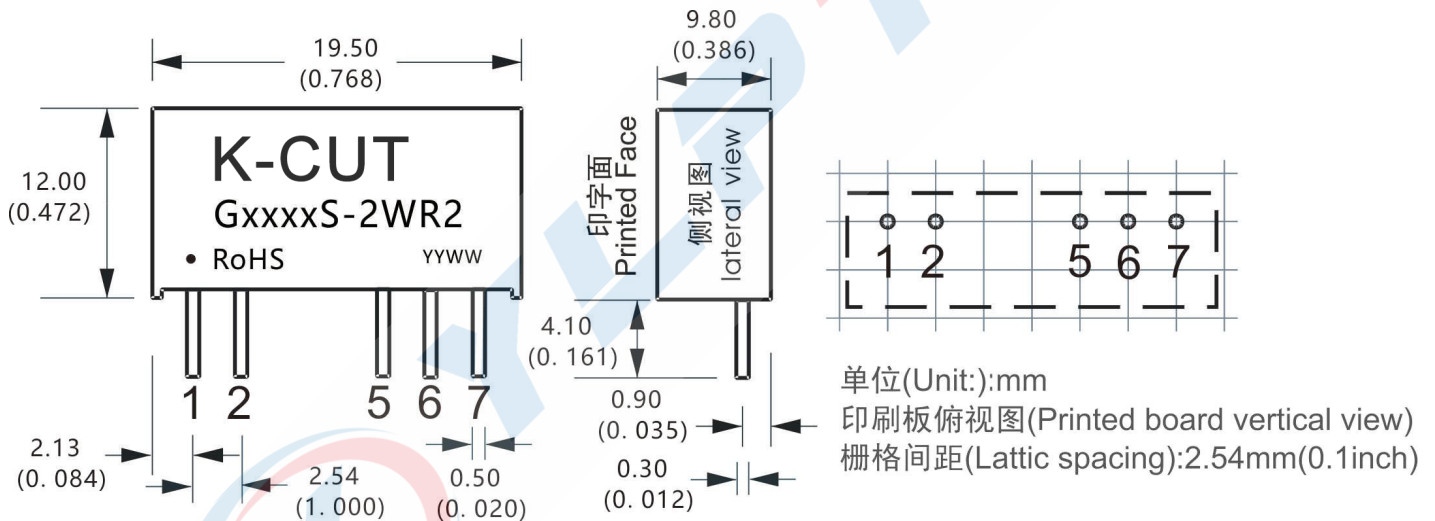 19.50
(0.768)
12.00
(0.472)
K-CUT
GxxxxS-2WR2
• RoHS
YYWW
1 2 5 6 7
2.13
(0. 084)
2.54
(1. 000)
0.50
(0. 020)
9.80
(0.386)
印字面
Printed Face
侧视图
lateral view
4.10
(0. 161)
0.90
(0. 035)
0.30
(0. 012)
1 2 5 6 7
单位(Unit:):mm
印刷板俯视图(Printed board vertical view)
栅格间距(Lattic spacing):2.54mm(0.1inch)